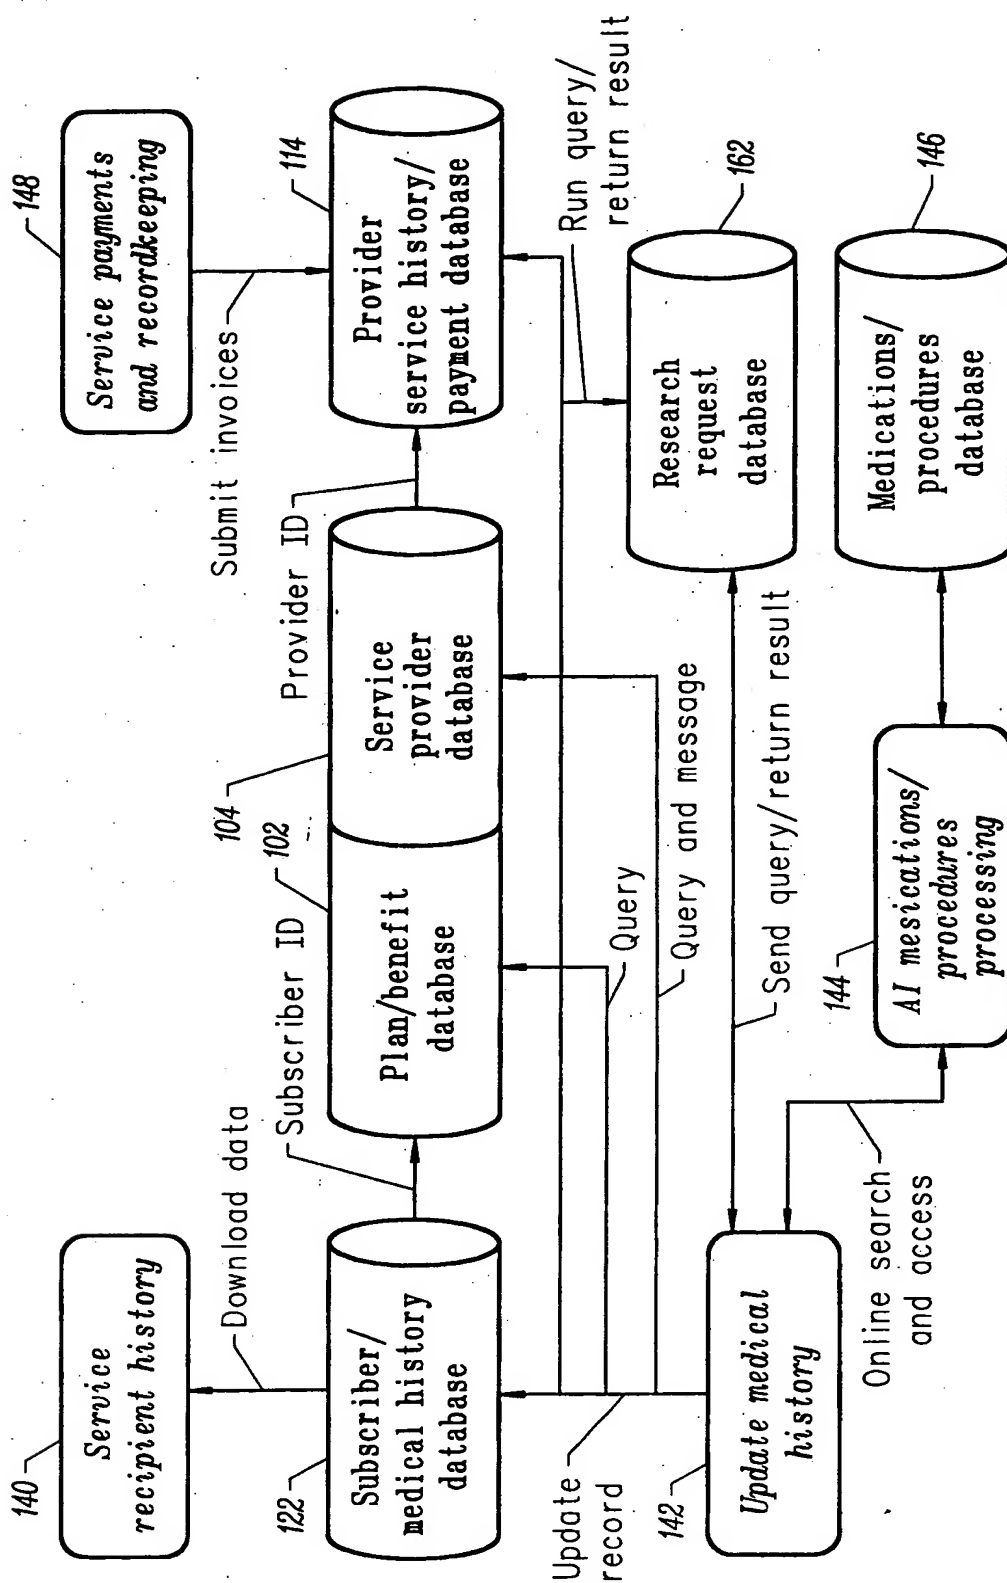 140
Service
recipient history
Download data
122
Subscriber/
medical history
database
Subscriber ID
102
Plan/benefit
database
104
Service
provider
database
Provider ID
Submit invoices
148
Service payments
and recordkeeping
114
Provider
service history/
payment database
Run query/
return result
Update
record
Query
Query and message
162
Research
request
database
142
Update medical
history
Send query/return result
Online search
and access
144
AI mesications/
procedures
processing
146
Medications/
procedures
database